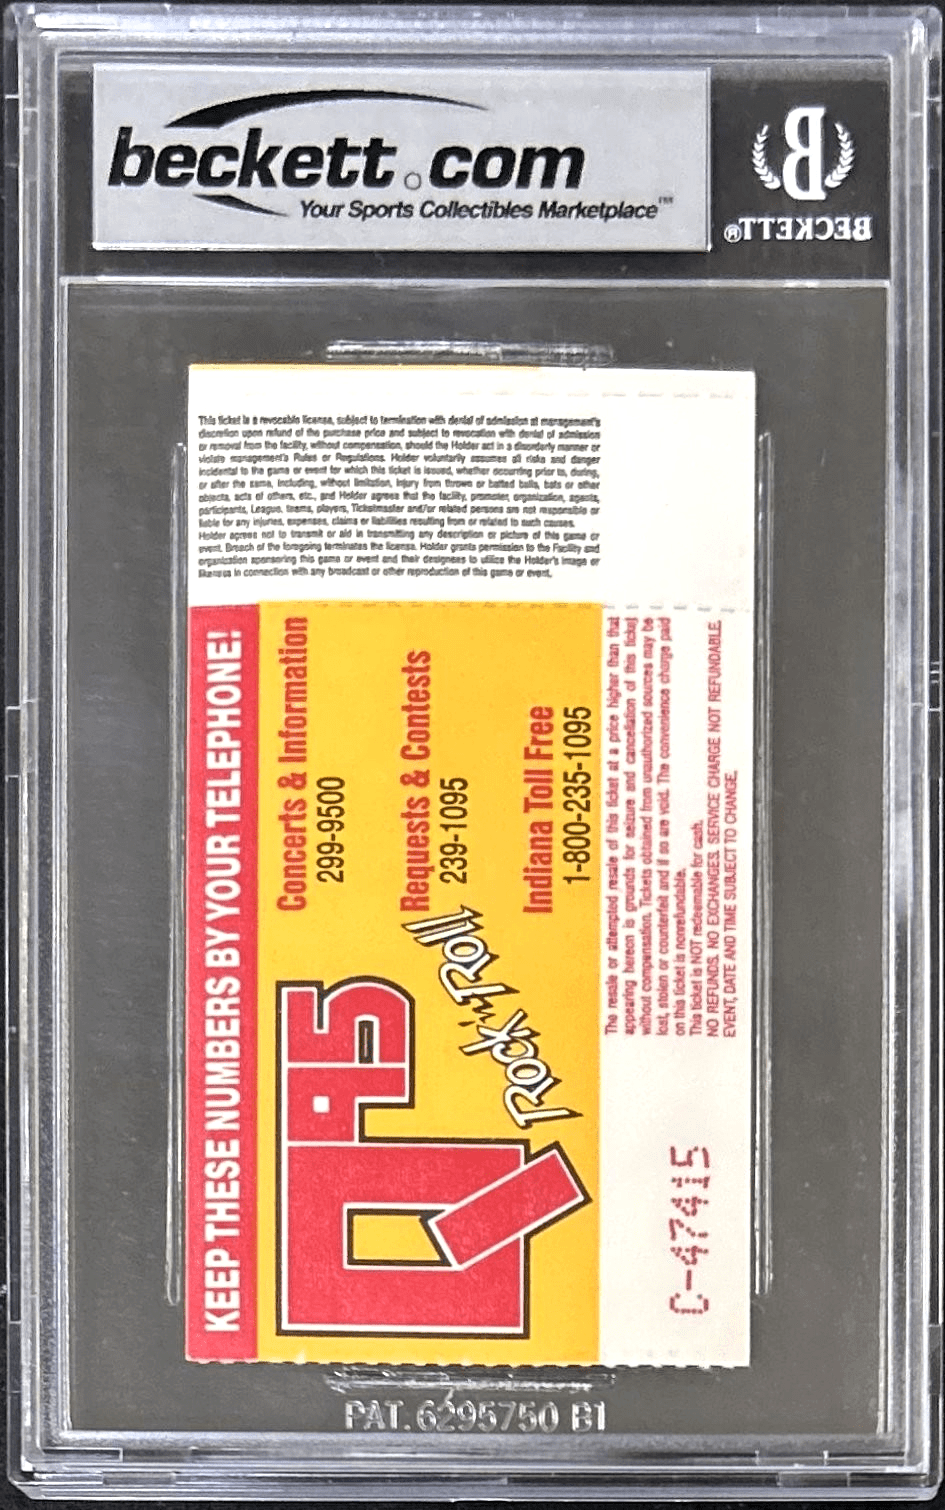 beckett.com
Your Sports Collectibles Marketplace™
B
BECKETT®
This ticket is a revocable license, subject to termination with denial of admission at management's
discretion upon refund of the purchase price and subject to revocation with denial of admission
or removal from the facility, without compensation, should the Holder act in a disorderly manner or
violate management's Rules or Regulations. Holder voluntarily assumes all risks and danger
incidental to the game or event for which this ticket is issued, whether occurring prior to, during,
or after the same, including, without limitation, injury from thrown or batted balls, bats or other
objects, acts of others, etc., and Holder agrees that the facility, promoter, organization, agents,
participants, League, teams, players, Ticketmaster and/or related persons are not responsible or
liable for any injuries, expenses, claims or liabilities resulting from or related to such causes.
Holder agrees not to transmit or aid in transmitting any description or picture of this game or
event. Breach of the foregoing terminates the license. Holder grants permission to the Facility and
organization sponsoring this game or event and their designees to utilize the Holder's image or
likeness in connection with any broadcast or other reproduction of this game or event.
KEEP THESE NUMBERS BY YOUR TELEPHONE!
Q95
Rock 'n' Roll
Concerts & Information
299-9500
Requests & Contests
239-1095
Indiana Toll Free
1-800-235-1095
The resale or attempted resale of this ticket at a price higher than that
appearing hereon is grounds for seizure and cancellation of this ticket
without compensation. Tickets obtained from unauthorized sources may be
lost, stolen or counterfeit and if so are void. The convenience charge paid
on this ticket is nonrefundable.
This ticket is NOT redeemable for cash.
NO REFUNDS. NO EXCHANGES. SERVICE CHARGE NOT REFUNDABLE.
EVENT, DATE AND TIME SUBJECT TO CHANGE.
C-47415
PAT. 6295750 B1